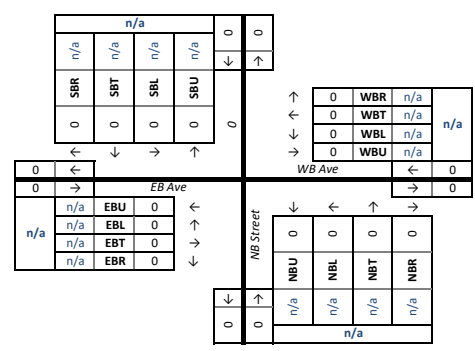 n/a 0 0
n/a n/a n/a n/a
↓ ↑
SBR SBT SBL SBU
0 0 0 0 0
← ↓ → ↑
↑ 0 WBR n/a
← 0 WBT n/a
↓ 0 WBL n/a
→ 0 WBU n/a
n/a
WB Ave
0 ← ← 0
0 → EB Ave → 0
n/a
n/a EBU 0 ←
n/a EBL 0 ↑
n/a EBT 0 →
n/a EBR 0 ↓
NB Street
↓ ← ↑ →
0 0 0 0
NBU NBL NBT NBR
n/a n/a n/a n/a
↓ ↑
0 0 n/a